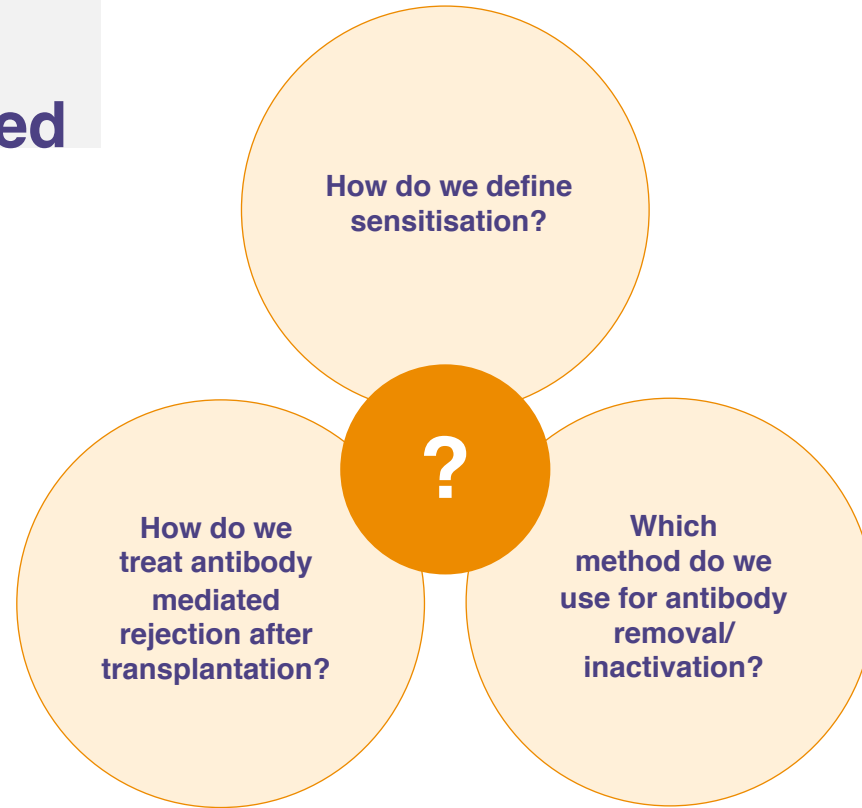 ed
How do we define
sensitisation?
?
How do we
treat antibody
mediated
rejection after
transplantation?
Which
method do we
use for antibody
removal/
inactivation?